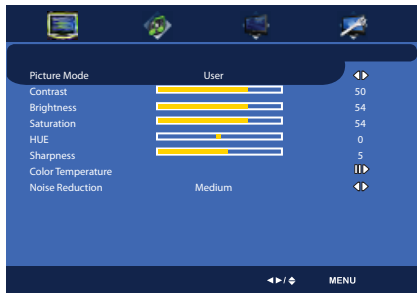 Picture Mode User
Contrast 50
Brightness 54
Saturation 54
HUE 0
Sharpness 5
Color Temperature
Noise Reduction Medium
◄►/◆ MENU